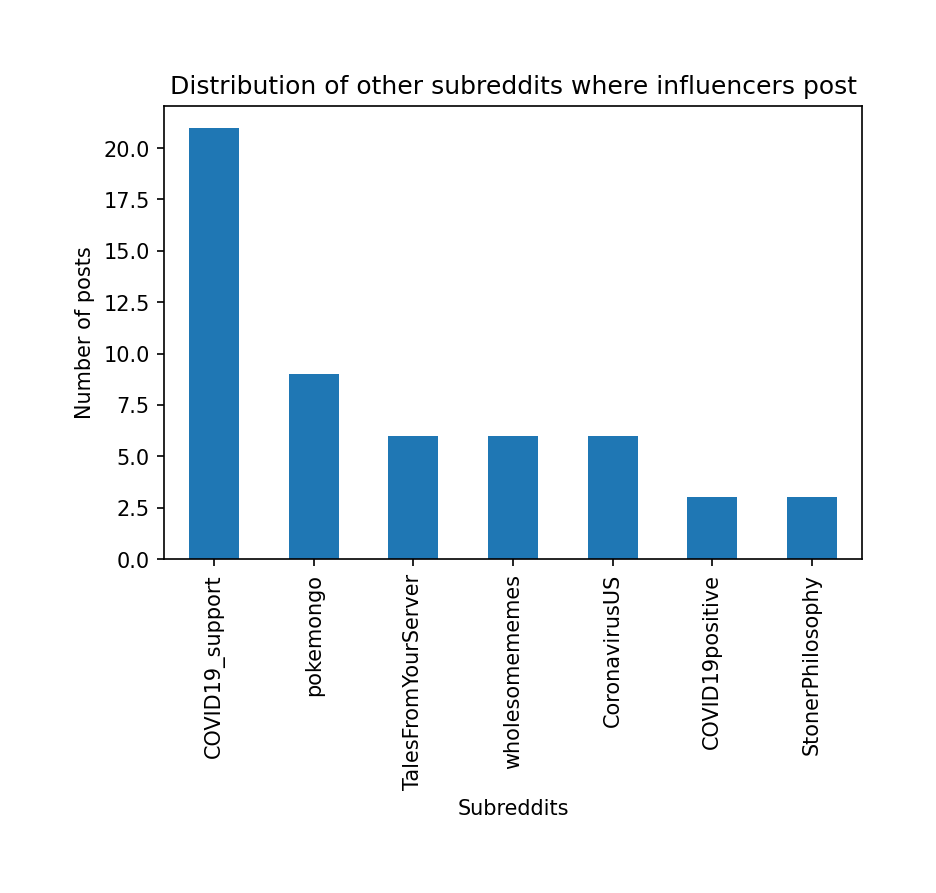 Distribution of other subreddits where influencers post
Number of posts
20.0
17.5
15.0
12.5
10.0
7.5
5.0
2.5
0.0
COVID19_support
pokemongo
TalesFromYourServer
wholesomememes
CoronavirusUS
COVID19positive
StonerPhilosophy
Subreddits